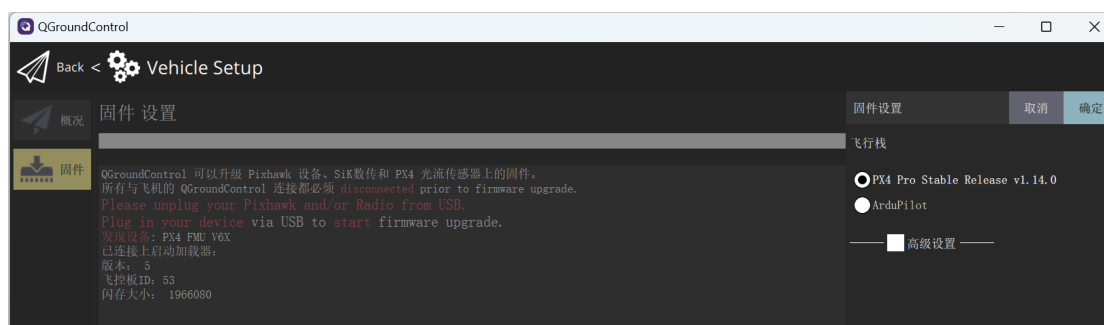 QGroundControl
Back < Vehicle Setup
概况
固件
固件 设置
QGroundControl 可以升级 Pixhawk 设备、SiK数传和 PX4 光流传感器上的固件。
所有与飞机的 QGroundControl 连接都必须 disconnected prior to firmware upgrade.
Please unplug your Pixhawk and/or Radio from USB.
Plug in your device via USB to start firmware upgrade.
发现设备: PX4 FMU V6X
已连接上启动加载器:
版本: 5
飞控板ID: 53
闪存大小: 1966080
固件设置
取消
确定
飞行栈
PX4 Pro Stable Release v1.14.0
ArduPilot
高级设置